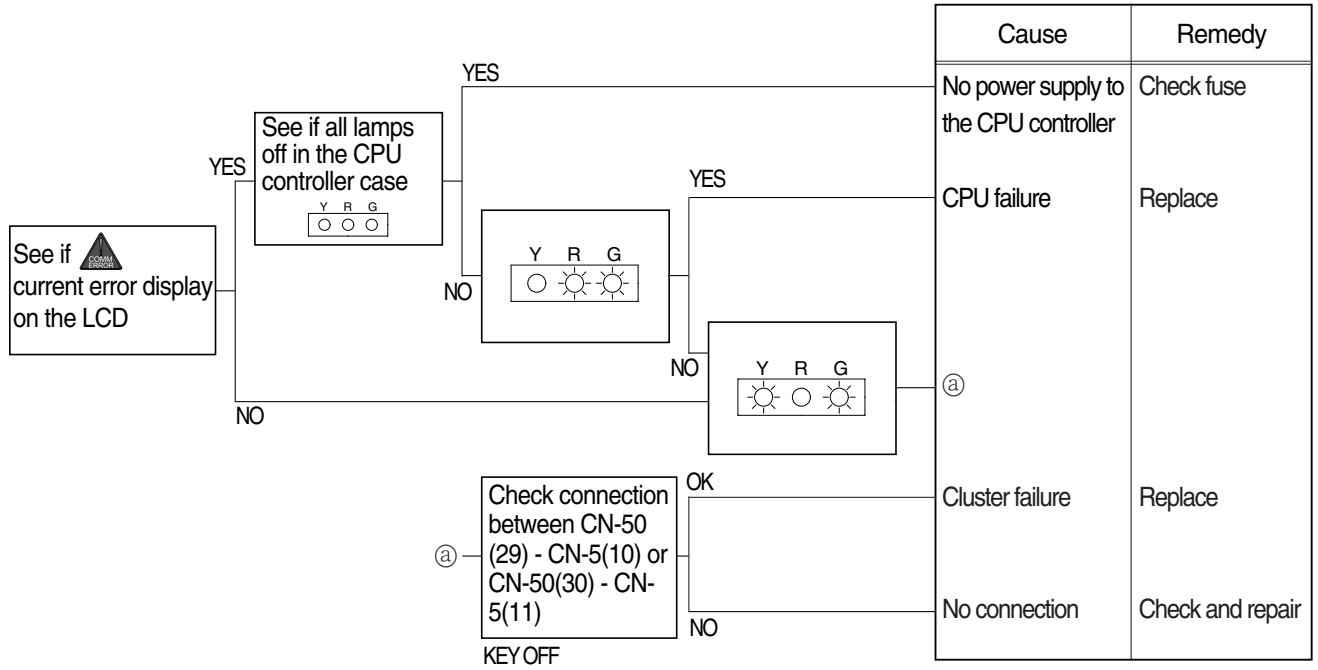 Cause
Remedy
YES
No power supply to
the CPU controller
Check fuse
See if all lamps
off in the CPU
controller case
Y R G
YES
YES
CPU failure
Replace
See if
COMM
ERROR
current error display
on the LCD
Y R G
NO
NO
Y R G
ⓐ
NO
Check connection
between CN-50
(29) - CN-5(10) or
CN-50(30) - CN-
5(11)
ⓐ
OK
Cluster failure
Replace
NO
No connection
Check and repair
KEY OFF